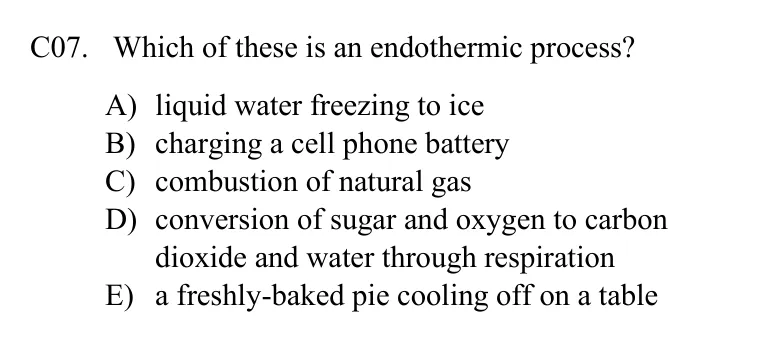 C07. Which of these is an endothermic process?
A) liquid water freezing to ice
B) charging a cell phone battery
C) combustion of natural gas
D) conversion of sugar and oxygen to carbon
dioxide and water through respiration
E) a freshly-baked pie cooling off on a table